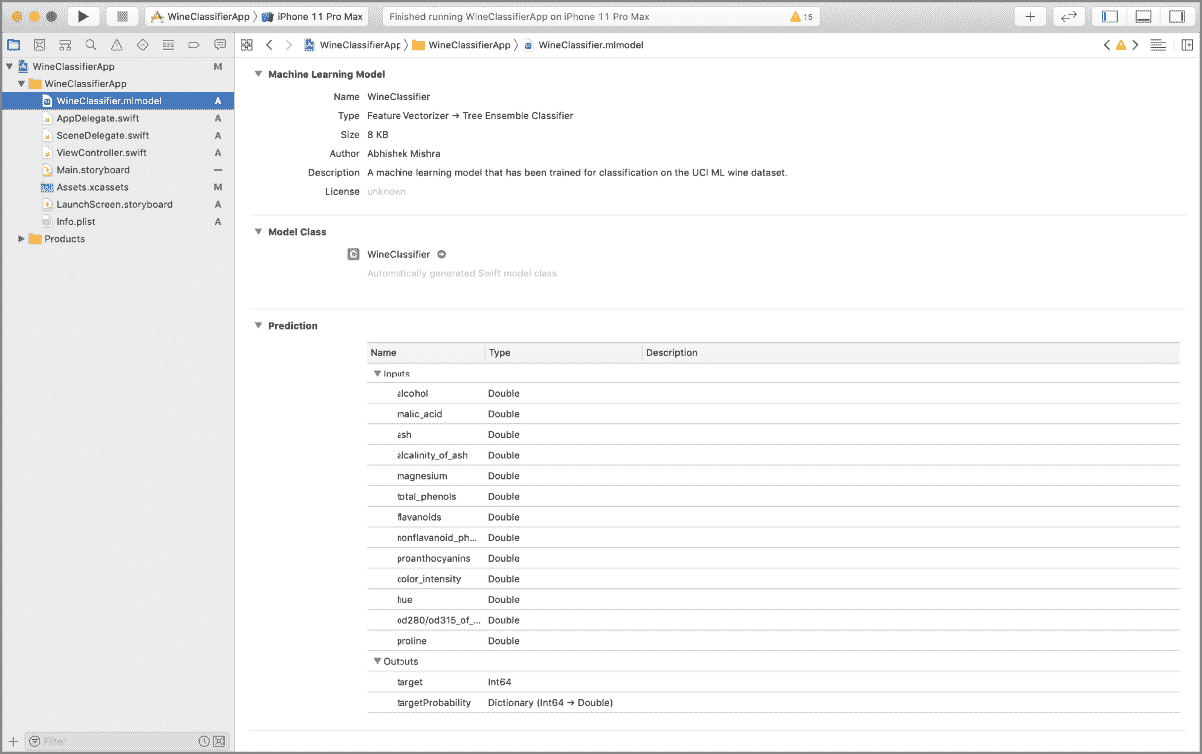 WineClassifierApp iPhone 11 Pro Max Finished running WineClassifierApp on iPhone 11 Pro Max 15
WineClassifierApp WineClassifierApp WineClassifier.mlmodel
WineClassifierApp M
WineClassifierApp
WineClassifier.mlmodel A
AppDelegate.swift A
SceneDelegate.swift A
ViewController.swift A
Main.storyboard —
Assets.xcassets M
LaunchScreen.storyboard A
Info.plist A
Products
Filter
Machine Learning Model
Name WineClassifier
Type Feature Vectorizer → Tree Ensemble Classifier
Size 8 KB
Author Abhishek Mishra
Description A machine learning model that has been trained for classification on the UCI ML wine dataset.
License unknown
Model Class
C WineClassifier
Automatically generated Swift model class
Prediction
Name Type Description
Inputs
alcohol Double
malic_acid Double
ash Double
alcalinity_of_ash Double
magnesium Double
total_phenols Double
flavanoids Double
nonflavanoid_ph... Double
proanthocyanins Double
color_intensity Double
hue Double
od280/od315_of_... Double
proline Double
Outputs
target Int64
targetProbability Dictionary (Int64 → Double)